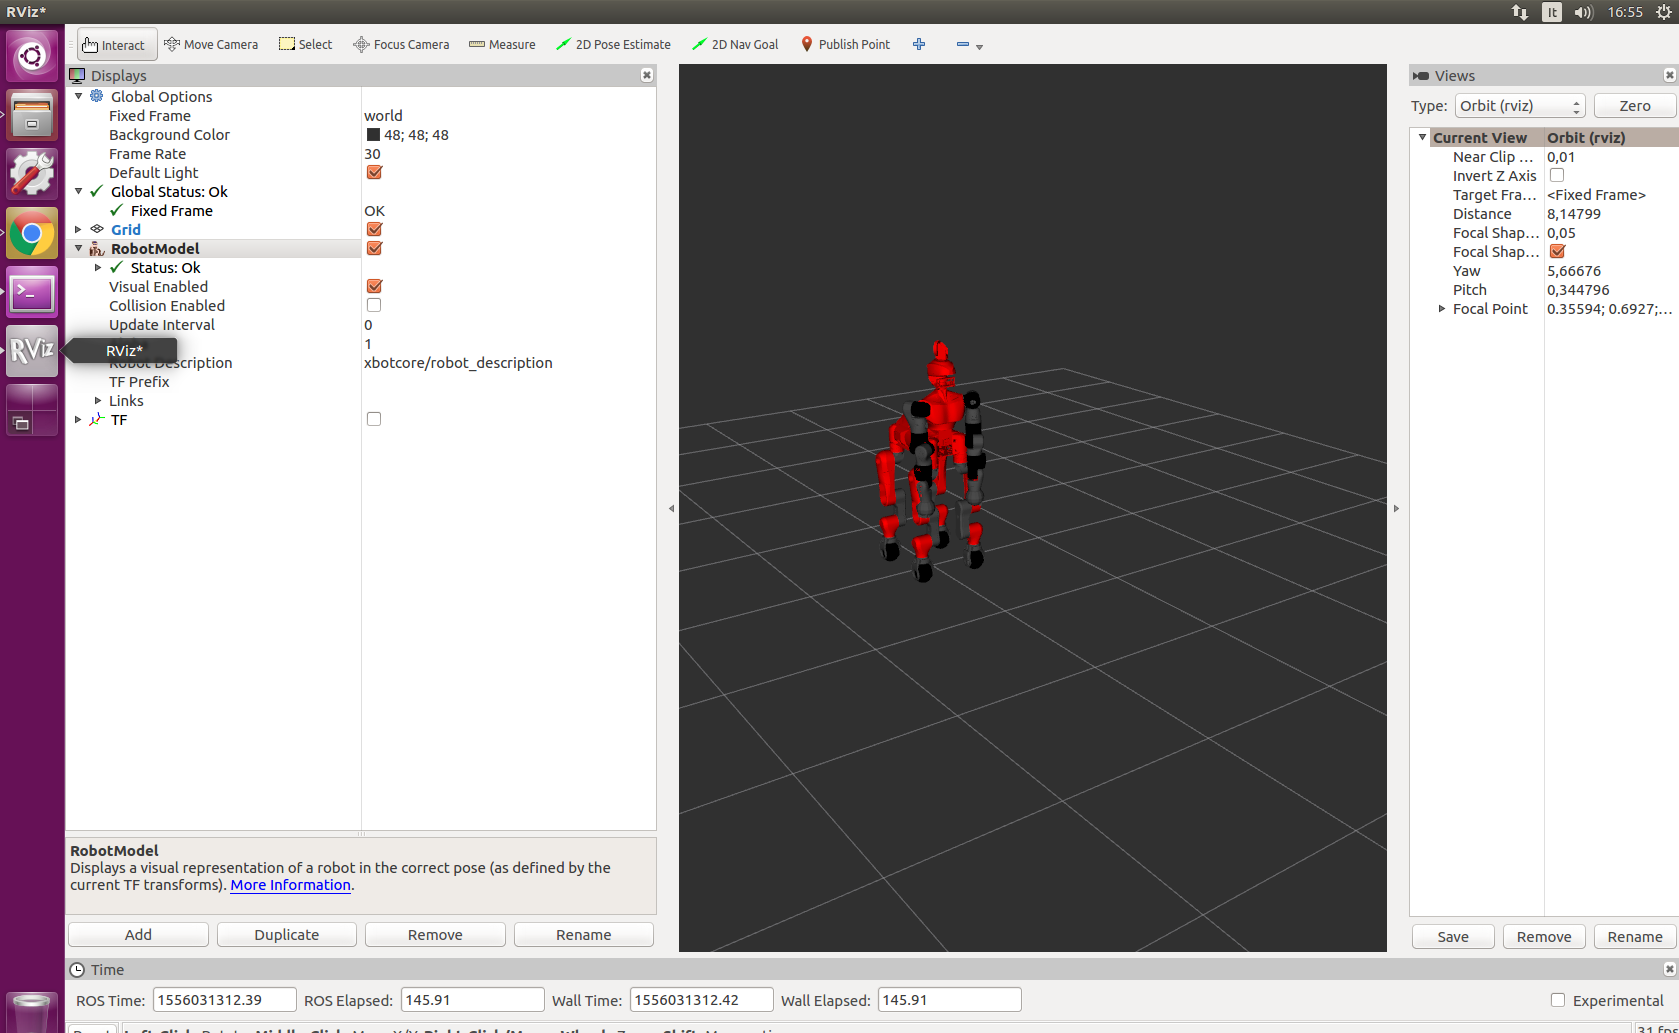 RViz*
It
16:55
Interact
Move Camera
Select
Focus Camera
Measure
2D Pose Estimate
2D Nav Goal
Publish Point
Displays
Global Options
Fixed Frame world
Background Color 48; 48; 48
Frame Rate 30
Default Light
Global Status: Ok
Fixed Frame OK
Grid
RobotModel
Status: Ok
Visual Enabled
Collision Enabled
Update Interval 0
1
RViz
RViz*
Robot Description xbotcore/robot_description
TF Prefix
Links
TF
RobotModel
Displays a visual representation of a robot in the correct pose (as defined by the
current TF transforms). More Information.
Add
Duplicate
Remove
Rename
Views
Type: Orbit (rviz)
Zero
Current View Orbit (rviz)
Near Clip ... 0,01
Invert Z Axis
Target Fra... <Fixed Frame>
Distance 8,14799
Focal Shap... 0,05
Focal Shap...
Yaw 5,66676
Pitch 0,344796
Focal Point 0.35594; 0.6927;...
Save
Remove
Rename
Time
ROS Time: 1556031312.39
ROS Elapsed: 145.91
Wall Time: 1556031312.42
Wall Elapsed: 145.91
Experimental
31 fps